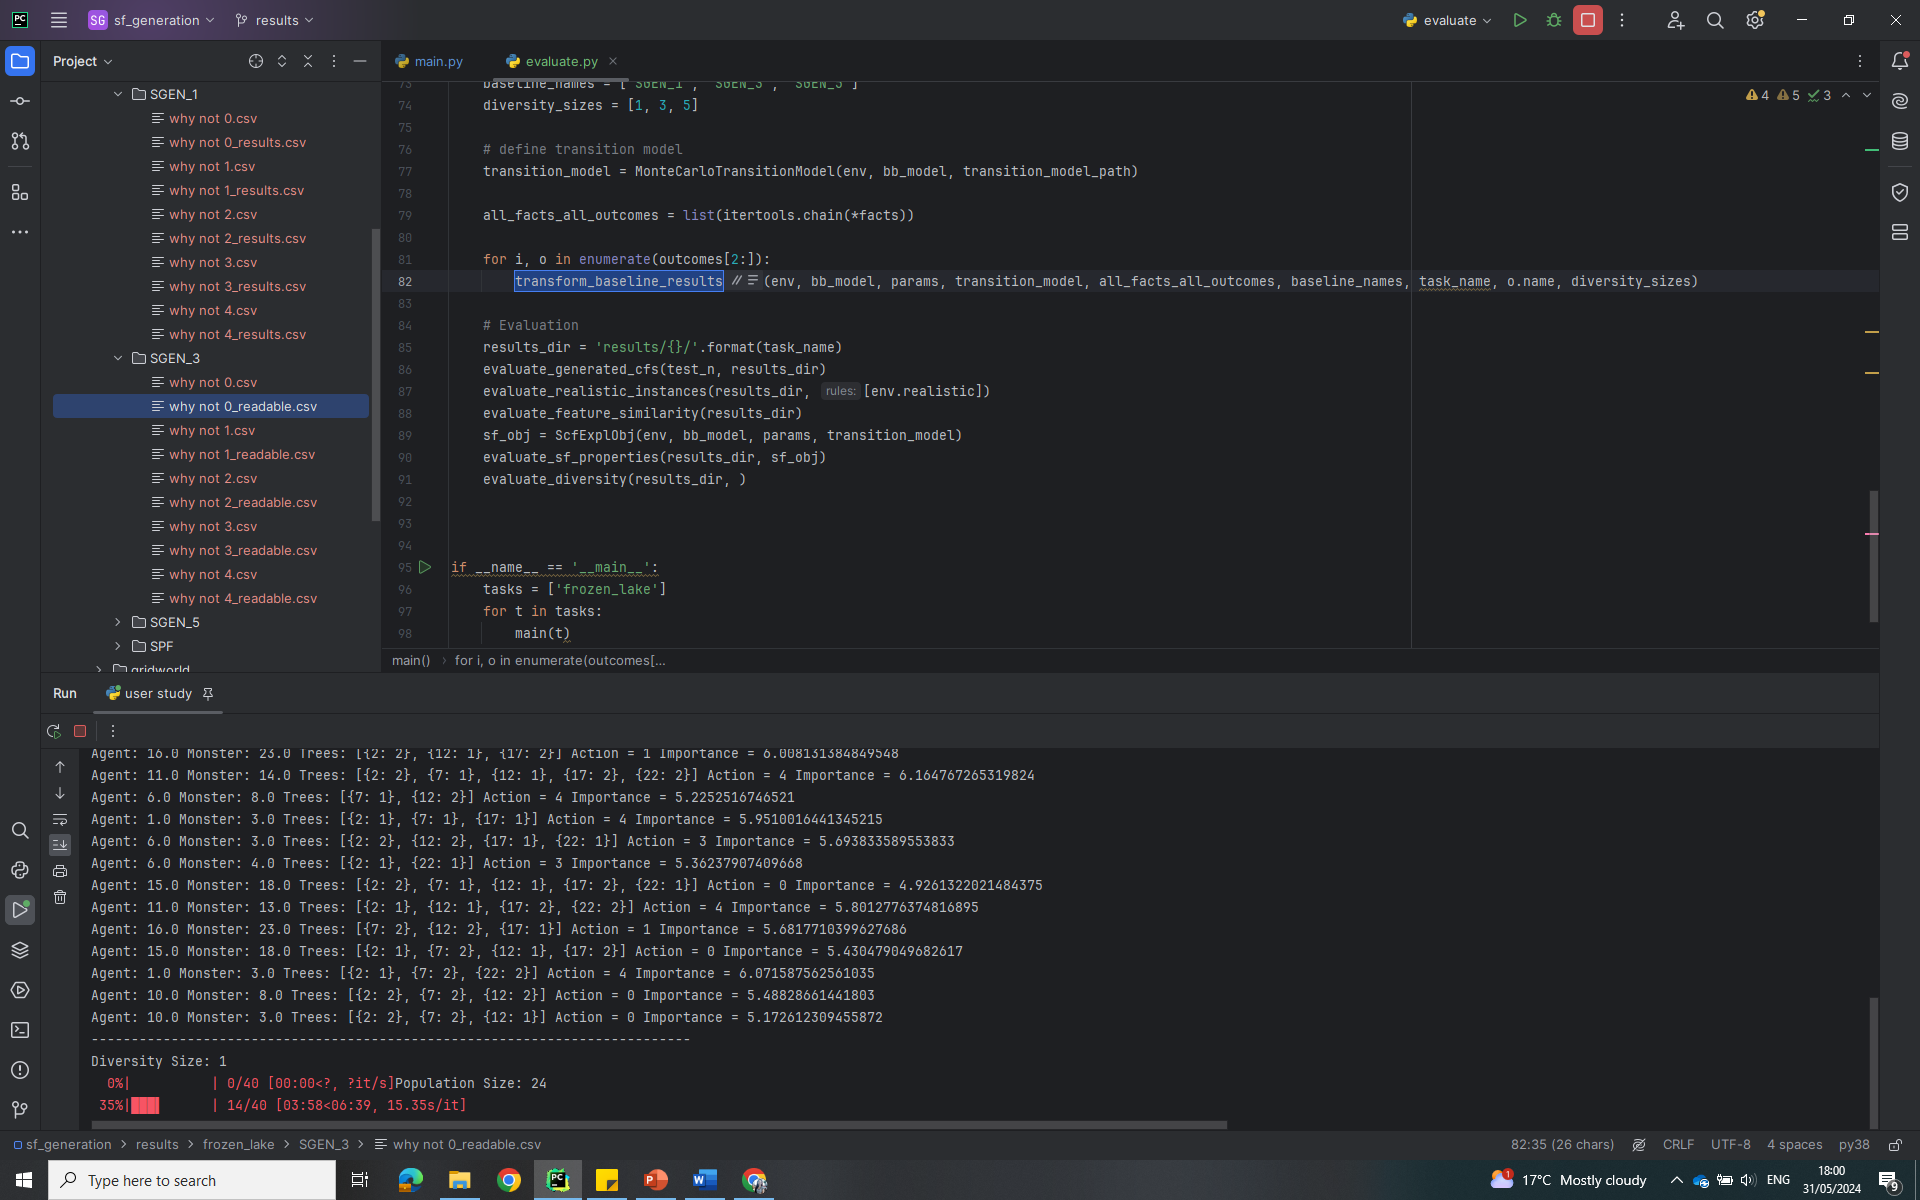 PC SG sf_generation results evaluate
Project
main.py evaluate.py
SGEN_1
why not 0.csv
why not 0_results.csv
why not 1.csv
why not 1_results.csv
why not 2.csv
why not 2_results.csv
why not 3.csv
why not 3_results.csv
why not 4.csv
why not 4_results.csv
SGEN_3
why not 0.csv
why not 0_readable.csv
why not 1.csv
why not 1_readable.csv
why not 2.csv
why not 2_readable.csv
why not 3.csv
why not 3_readable.csv
why not 4.csv
why not 4_readable.csv
SGEN_5
SPF
gridworld
4 5 3
73 baseline_names = ['SGEN_1', 'SGEN_3', 'SGEN_5']
74 diversity_sizes = [1, 3, 5]
75
76 # define transition model
77 transition_model = MonteCarloTransitionModel(env, bb_model, transition_model_path)
78
79 all_facts_all_outcomes = list(itertools.chain(*facts))
80
81 for i, o in enumerate(outcomes[2:]):
82 transform_baseline_results (env, bb_model, params, transition_model, all_facts_all_outcomes, baseline_names, task_name, o.name, diversity_sizes)
83
84 # Evaluation
85 results_dir = 'results/{}/'.format(task_name)
86 evaluate_generated_cfs(test_n, results_dir)
87 evaluate_realistic_instances(results_dir, rules: [env.realistic])
88 evaluate_feature_similarity(results_dir)
89 sf_obj = ScfExplObj(env, bb_model, params, transition_model)
90 evaluate_sf_properties(results_dir, sf_obj)
91 evaluate_diversity(results_dir, )
92
93
94
95 if __name__ == '__main__':
96 tasks = ['frozen_lake']
97 for t in tasks:
98 main(t)
main() › for i, o in enumerate(outcomes[...
Run user study
Agent: 16.0 Monster: 23.0 Trees: [{2: 2}, {12: 1}, {17: 2}] Action = 1 Importance = 6.008131384849548
Agent: 11.0 Monster: 14.0 Trees: [{2: 2}, {7: 1}, {12: 1}, {17: 2}, {22: 2}] Action = 4 Importance = 6.164767265319824
Agent: 6.0 Monster: 8.0 Trees: [{7: 1}, {12: 2}] Action = 4 Importance = 5.2252516746521
Agent: 1.0 Monster: 3.0 Trees: [{2: 1}, {7: 1}, {17: 1}] Action = 4 Importance = 5.9510016441345215
Agent: 6.0 Monster: 3.0 Trees: [{2: 2}, {12: 2}, {17: 1}, {22: 1}] Action = 3 Importance = 5.693833589553833
Agent: 6.0 Monster: 4.0 Trees: [{2: 1}, {22: 1}] Action = 3 Importance = 5.36237907409668
Agent: 15.0 Monster: 18.0 Trees: [{2: 2}, {7: 1}, {12: 1}, {17: 2}, {22: 1}] Action = 0 Importance = 4.9261322021484375
Agent: 11.0 Monster: 13.0 Trees: [{2: 1}, {12: 1}, {17: 2}, {22: 2}] Action = 4 Importance = 5.8012776374816895
Agent: 16.0 Monster: 23.0 Trees: [{7: 2}, {12: 2}, {17: 1}] Action = 1 Importance = 5.6817710399627686
Agent: 15.0 Monster: 18.0 Trees: [{2: 1}, {7: 2}, {12: 1}, {17: 2}] Action = 0 Importance = 5.430479049682617
Agent: 1.0 Monster: 3.0 Trees: [{2: 1}, {7: 2}, {22: 2}] Action = 4 Importance = 6.071587562561035
Agent: 10.0 Monster: 8.0 Trees: [{2: 2}, {7: 2}, {12: 2}] Action = 0 Importance = 5.48828661441803
Agent: 10.0 Monster: 3.0 Trees: [{2: 2}, {7: 2}, {12: 1}] Action = 0 Importance = 5.172612309455872
---------------------------------------------------------------------------
Diversity Size: 1
0%| | 0/40 [00:00<?, ?it/s]Population Size: 24
35%| | 14/40 [03:58<06:39, 15.35s/it]
sf_generation › results › frozen_lake › SGEN_3 › why not 0_readable.csv 82:35 (26 chars) CRLF UTF-8 4 spaces py38
Type here to search 17°C Mostly cloudy ENG 18:00
31/05/2024